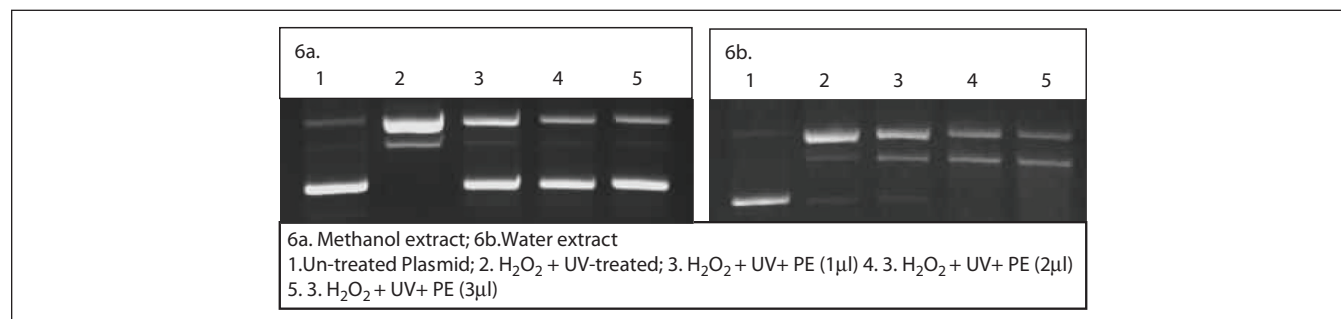 6a.
1 2 3 4 5
6b.
1 2 3 4 5
6a. Methanol extract; 6b.Water extract
1.Un-treated Plasmid; 2. H₂O₂ + UV-treated; 3. H₂O₂ + UV+ PE (1µl) 4. 3. H₂O₂ + UV+ PE (2µl)
5. 3. H₂O₂ + UV+ PE (3µl)